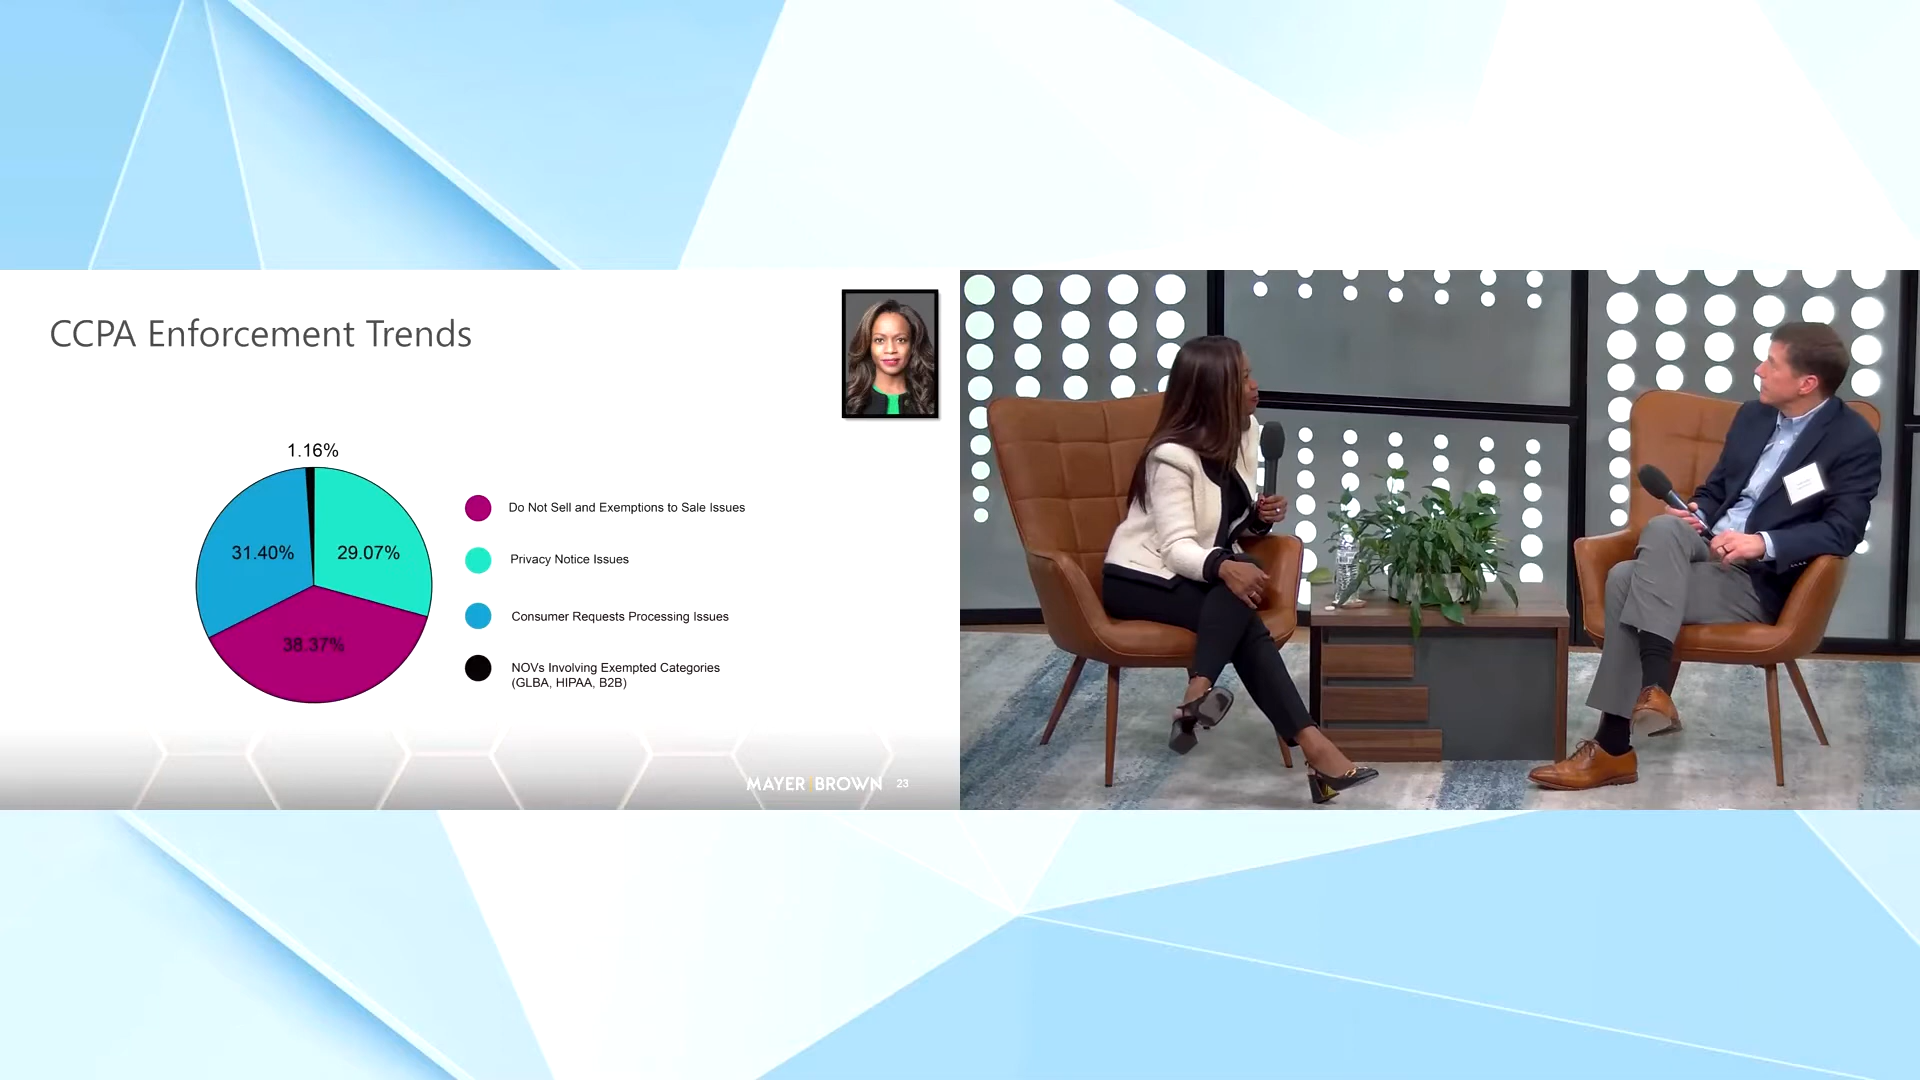 CCPA Enforcement Trends
1.16%
31.40%
29.07%
38.37%
Do Not Sell and Exemptions to Sale Issues
Privacy Notice Issues
Consumer Requests Processing Issues
NOVs Involving Exempted Categories
(GLBA, HIPAA, B2B)
MAYER BROWN 23